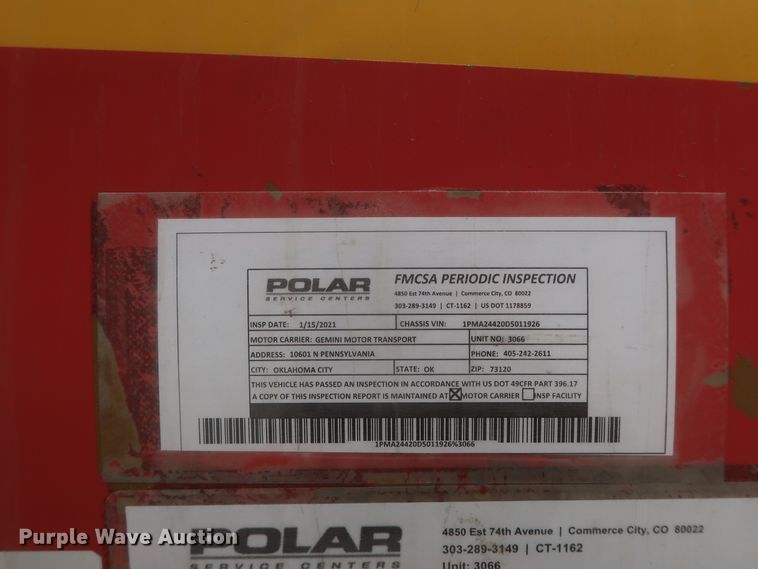 POLAR
SERVICE CENTERS
FMCSA PERIODIC INSPECTION
4850 Est 74th Avenue | Commerce City, CO 80022
303-289-3149 | CT-1162 | US DOT 1178859
INSP DATE: 1/15/2021 CHASSIS VIN: 1PMA24420D5011926
MOTOR CARRIER: GEMINI MOTOR TRANSPORT UNIT NO: 3066
ADDRESS: 10601 N PENNSYLVANIA PHONE: 405-242-2611
CITY: OKLAHOMA CITY STATE: OK ZIP: 73120
THIS VEHICLE HAS PASSED AN INSPECTION IN ACCORDANCE WITH US DOT 49CFR PART 396.17
A COPY OF THIS INSPECTION REPORT IS MAINTAINED AT MOTOR CARRIER INSP FACILITY
1PMA24420D5011926%3066
POLAR
SERVICE CENTERS
4850 Est 74th Avenue | Commerce City, CO 80022
303-289-3149 | CT-1162
Unit: 3066
Purple Wave Auction